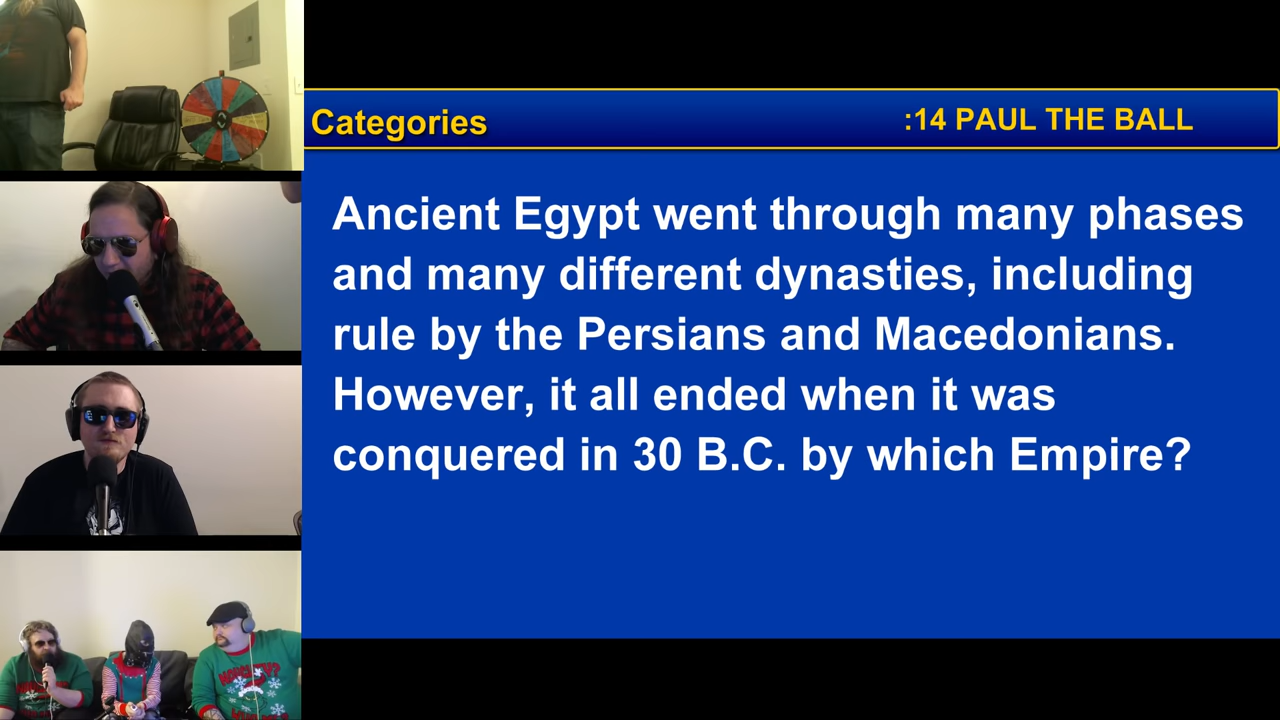 Categories
:14 PAUL THE BALL
Ancient Egypt went through many phases
and many different dynasties, including
rule by the Persians and Macedonians.
However, it all ended when it was
conquered in 30 B.C. by which Empire?